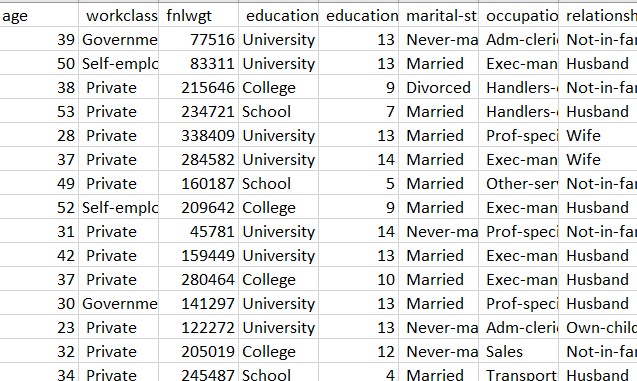 age workclass fnlwgt education education marital-st occupatio relationsh
39 Governme 77516 University 13 Never-ma Adm-cleri Not-in-fai
50 Self-emplo 83311 University 13 Married Exec-man Husband
38 Private 215646 College 9 Divorced Handlers- Not-in-fai
53 Private 234721 School 7 Married Handlers- Husband
28 Private 338409 University 13 Married Prof-speci Wife
37 Private 284582 University 14 Married Exec-man Wife
49 Private 160187 School 5 Married Other-ser Not-in-fai
52 Self-emplo 209642 College 9 Married Exec-man Husband
31 Private 45781 University 14 Never-ma Prof-speci Not-in-fai
42 Private 159449 University 13 Married Exec-man Husband
37 Private 280464 College 10 Married Exec-man Husband
30 Governme 141297 University 13 Married Prof-speci Husband
23 Private 122272 University 13 Never-ma Adm-cleri Own-child
32 Private 205019 College 12 Never-ma Sales Not-in-fai
34 Private 245487 School 4 Married Transport Husband